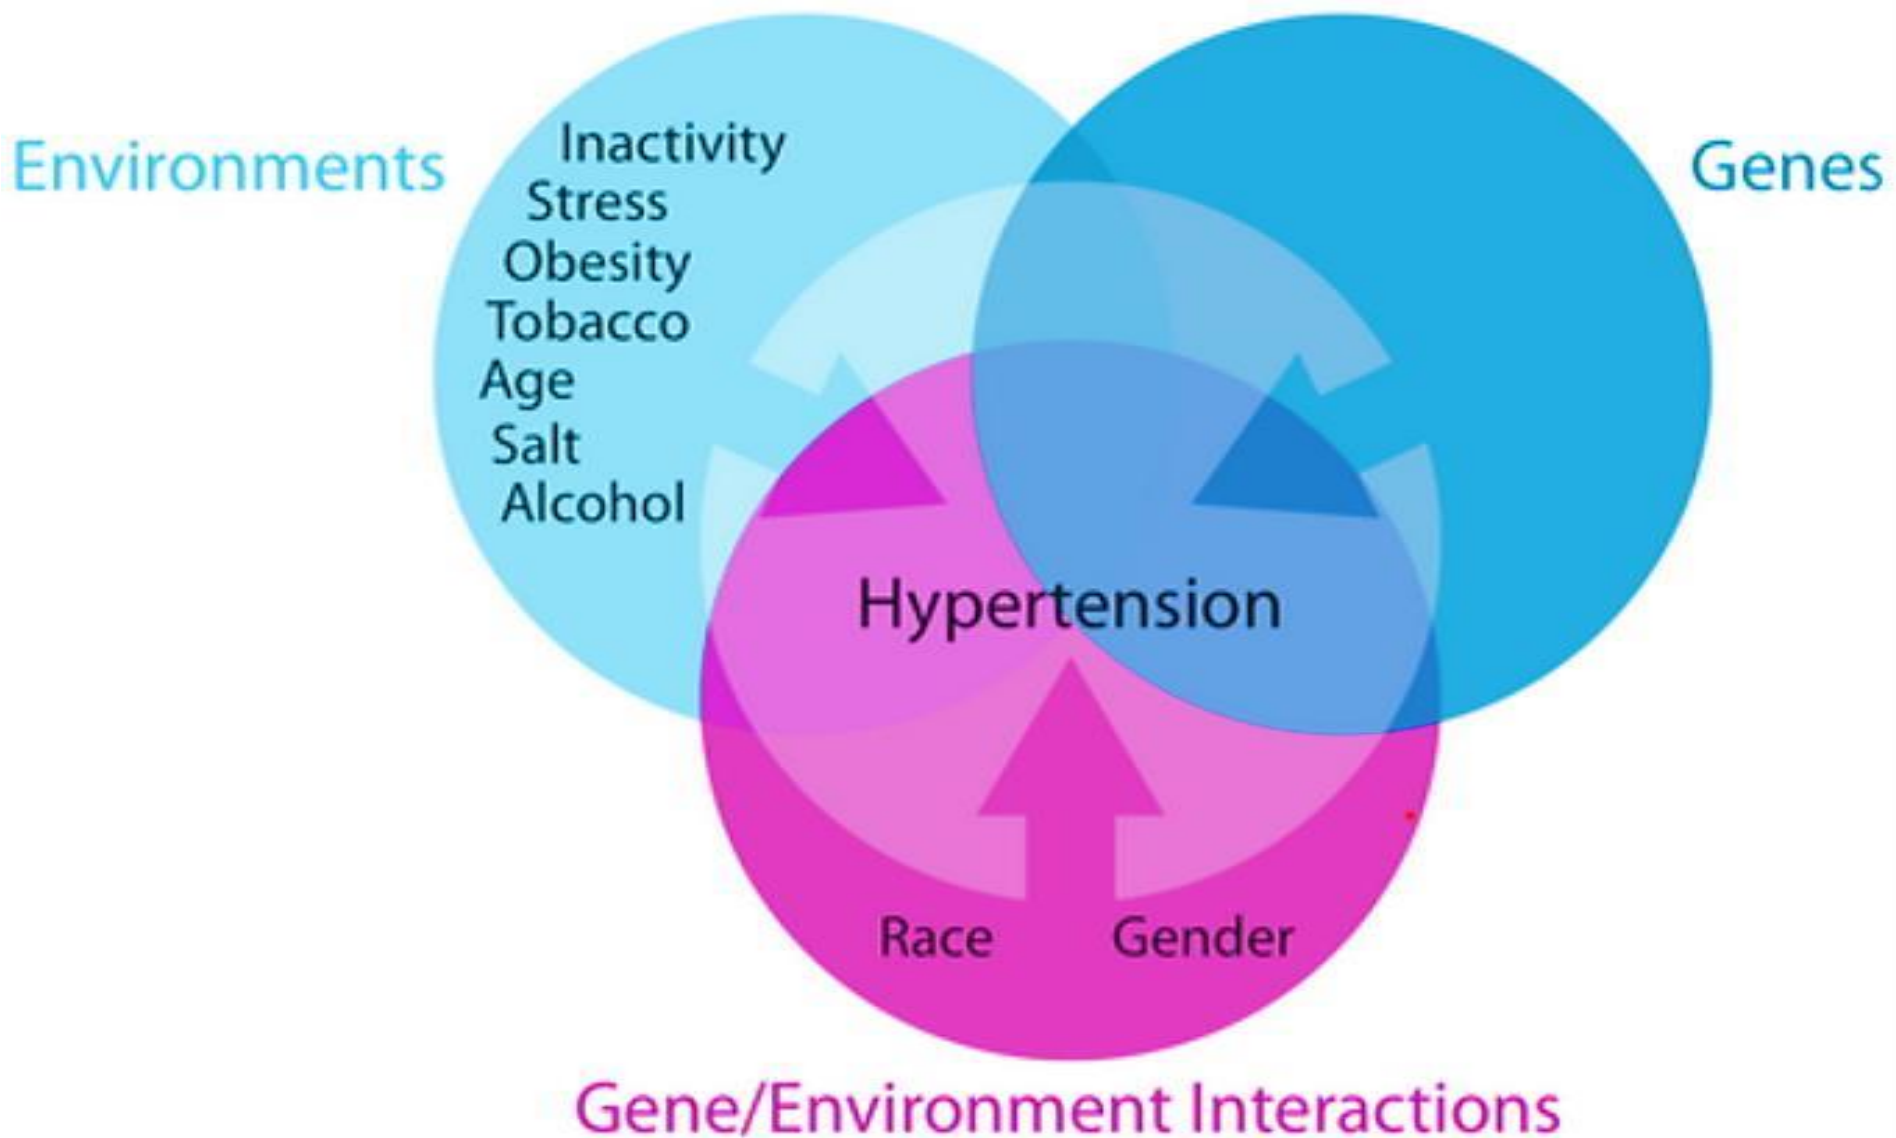 Environments
Genes
Inactivity
Stress
Obesity
Tobacco
Age
Salt
Alcohol
Hypertension
Race
Gender
Gene/Environment Interactions